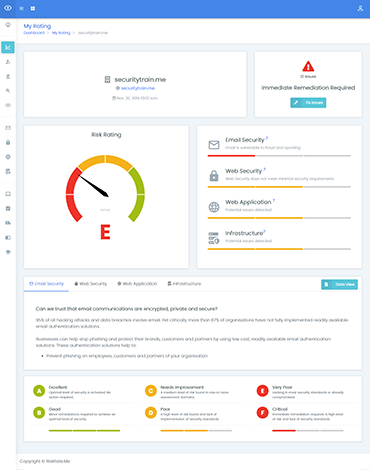 My Rating
Dashboard > My Rating > securitytrain.me
securitytrain.me
securitytrain.me
Nov, 20, 2018, 10:02 a.m.
17 Issues
Immediate Remediation Required
Fix Issues
Risk Rating
E
Email Security ?
Email is vulnerable to fraud and spoofing
Web Security ?
Web Security does not meet minimal security requirements
Web Application ?
Potential issues detected
Infrastructure ?
Potential issues detected
Email Security Web Security Web Application Infrastructure
Data View
Can we trust that email communications are encrypted, private and secure?
91% of all hacking attacks and data breaches involve email. Yet critically more than 67% of organisations have not fully implemented readily available
email authentication solutions.
Businesses can help stop phishing and protect their brands, customers and partners by using low cost, readily available email authentication
solutions. These authentication solutions help to:
• Prevent phishing on employees, customers and partners of your organisation.
A Excellent
Optimal level of security is achieved. No
action required.
B Good
Minor remediations required to achieve an
optimal level of security.
C Needs Improvement
A medium level of risk found in one or more
assessment domains.
D Poor
A high level of risk found and lack of
implementation of security standards.
E Very Poor
Lacking in most security standards or already
compromised.
F Critical
Immediate remediation required. A high level
of risk and lack of security standards.
Copyright ©